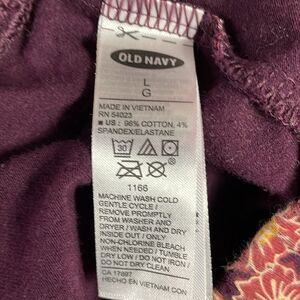 OLD NAVY
L
G
MADE IN VIETNAM
RN 54023
■ US : 96% COTTON, 4%
SPANDEX/ELASTANE
30
1166
MACHINE WASH COLD
GENTLE CYCLE /
REMOVE PROMPTLY
FROM WASHER AND
DRYER / WASH AND DRY
INSIDE OUT / ONLY
NON-CHLORINE BLEACH
WHEN NEEDED / TUMBLE
DRY LOW / DO NOT IRON /
DO NOT DRY CLEAN
CA 17897
HECHO EN VIETNAM CON